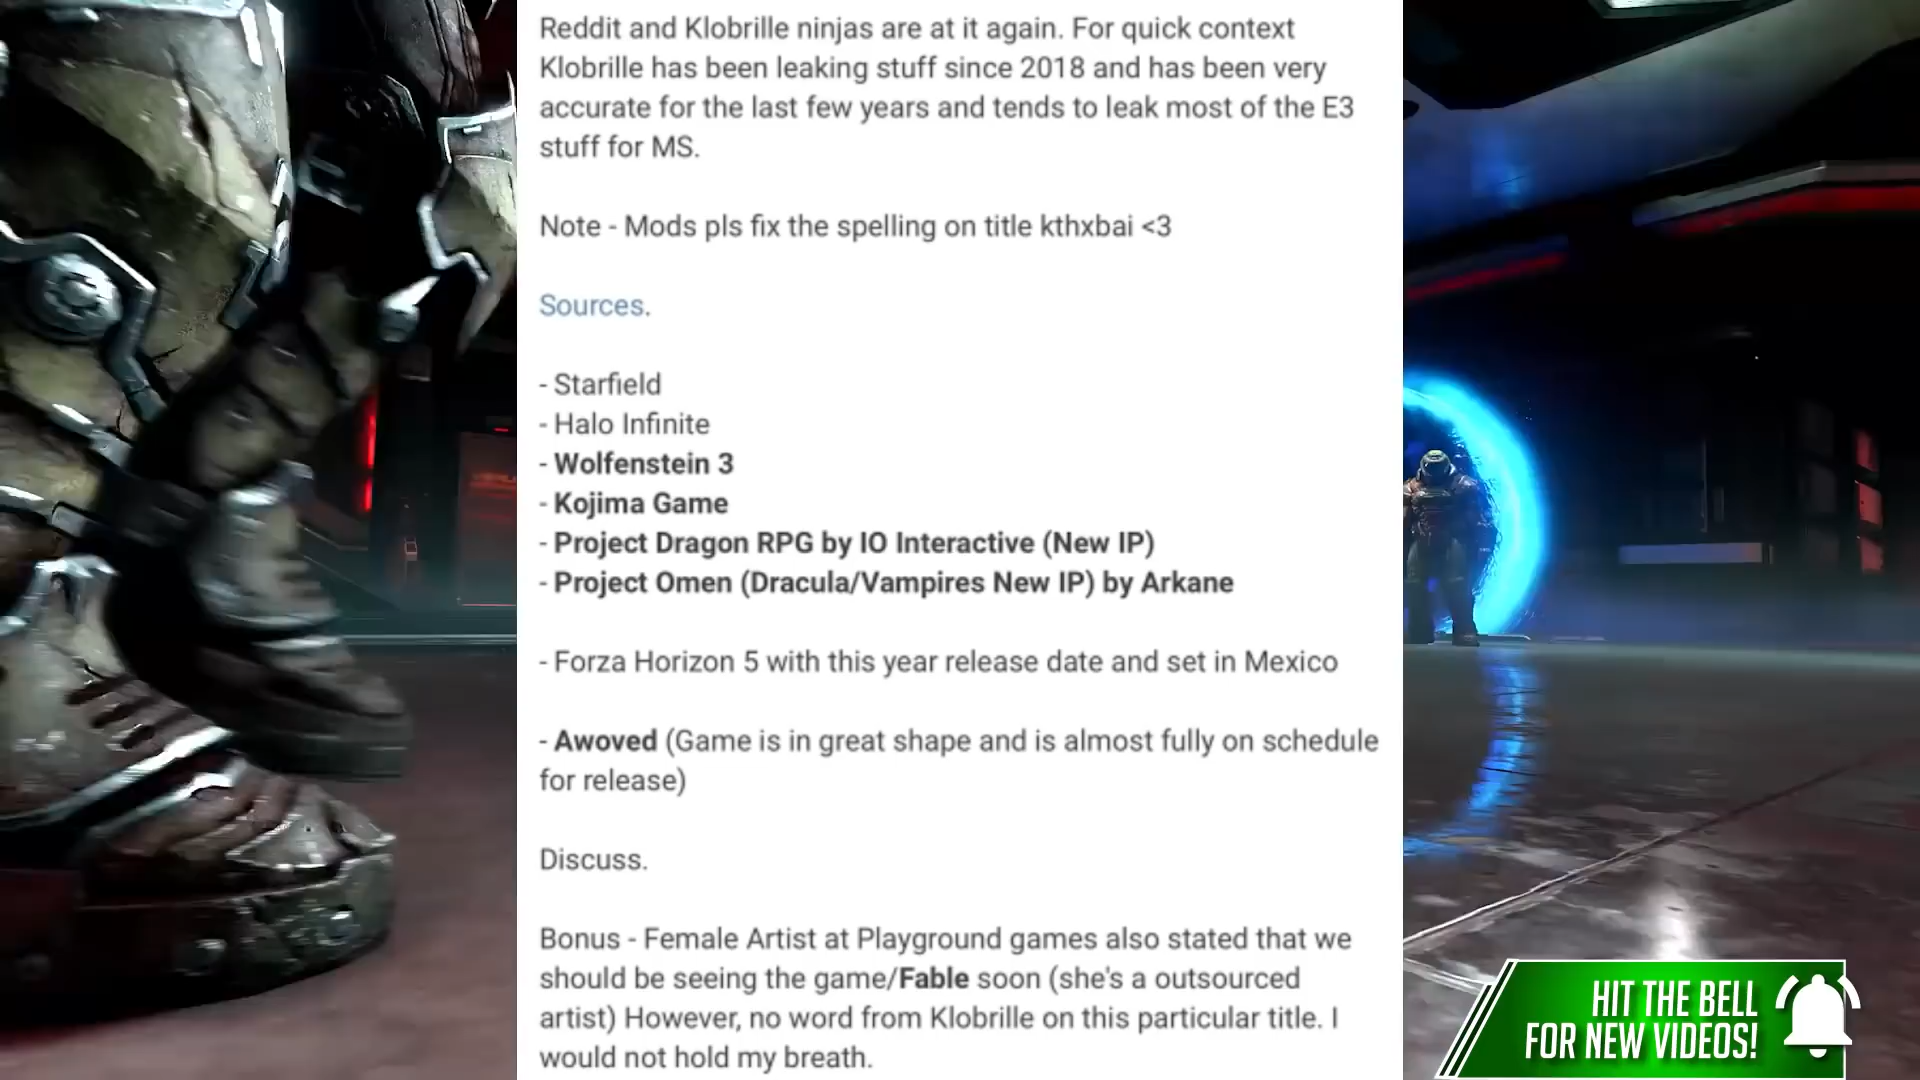 Reddit and Klobrille ninjas are at it again. For quick context
Klobrille has been leaking stuff since 2018 and has been very
accurate for the last few years and tends to leak most of the E3
stuff for MS.
Note - Mods pls fix the spelling on title kthxbai <3
Sources.
- Starfield
- Halo Infinite
- Wolfenstein 3
- Kojima Game
- Project Dragon RPG by IO Interactive (New IP)
- Project Omen (Dracula/Vampires New IP) by Arkane
- Forza Horizon 5 with this year release date and set in Mexico
- Awoved (Game is in great shape and is almost fully on schedule
for release)
Discuss.
Bonus - Female Artist at Playground games also stated that we
should be seeing the game/Fable soon (she's a outsourced
artist) However, no word from Klobrille on this particular title. I
would not hold my breath.
HIT THE BELL
FOR NEW VIDEOS!